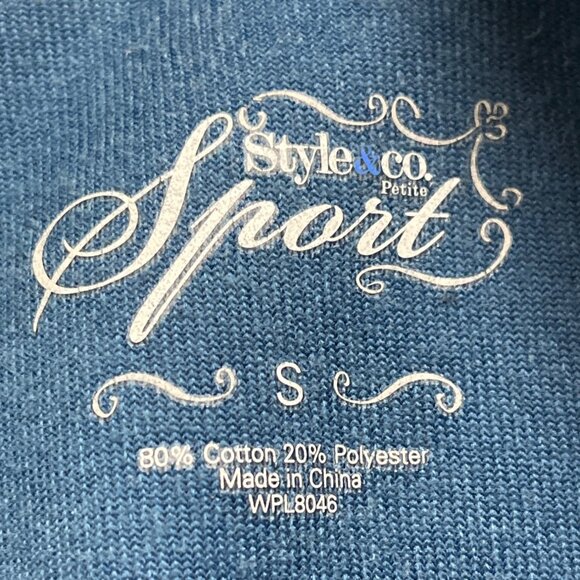 Style&co.
Petite
Sport
S
80% Cotton 20% Polyester
Made in China
WPL8046